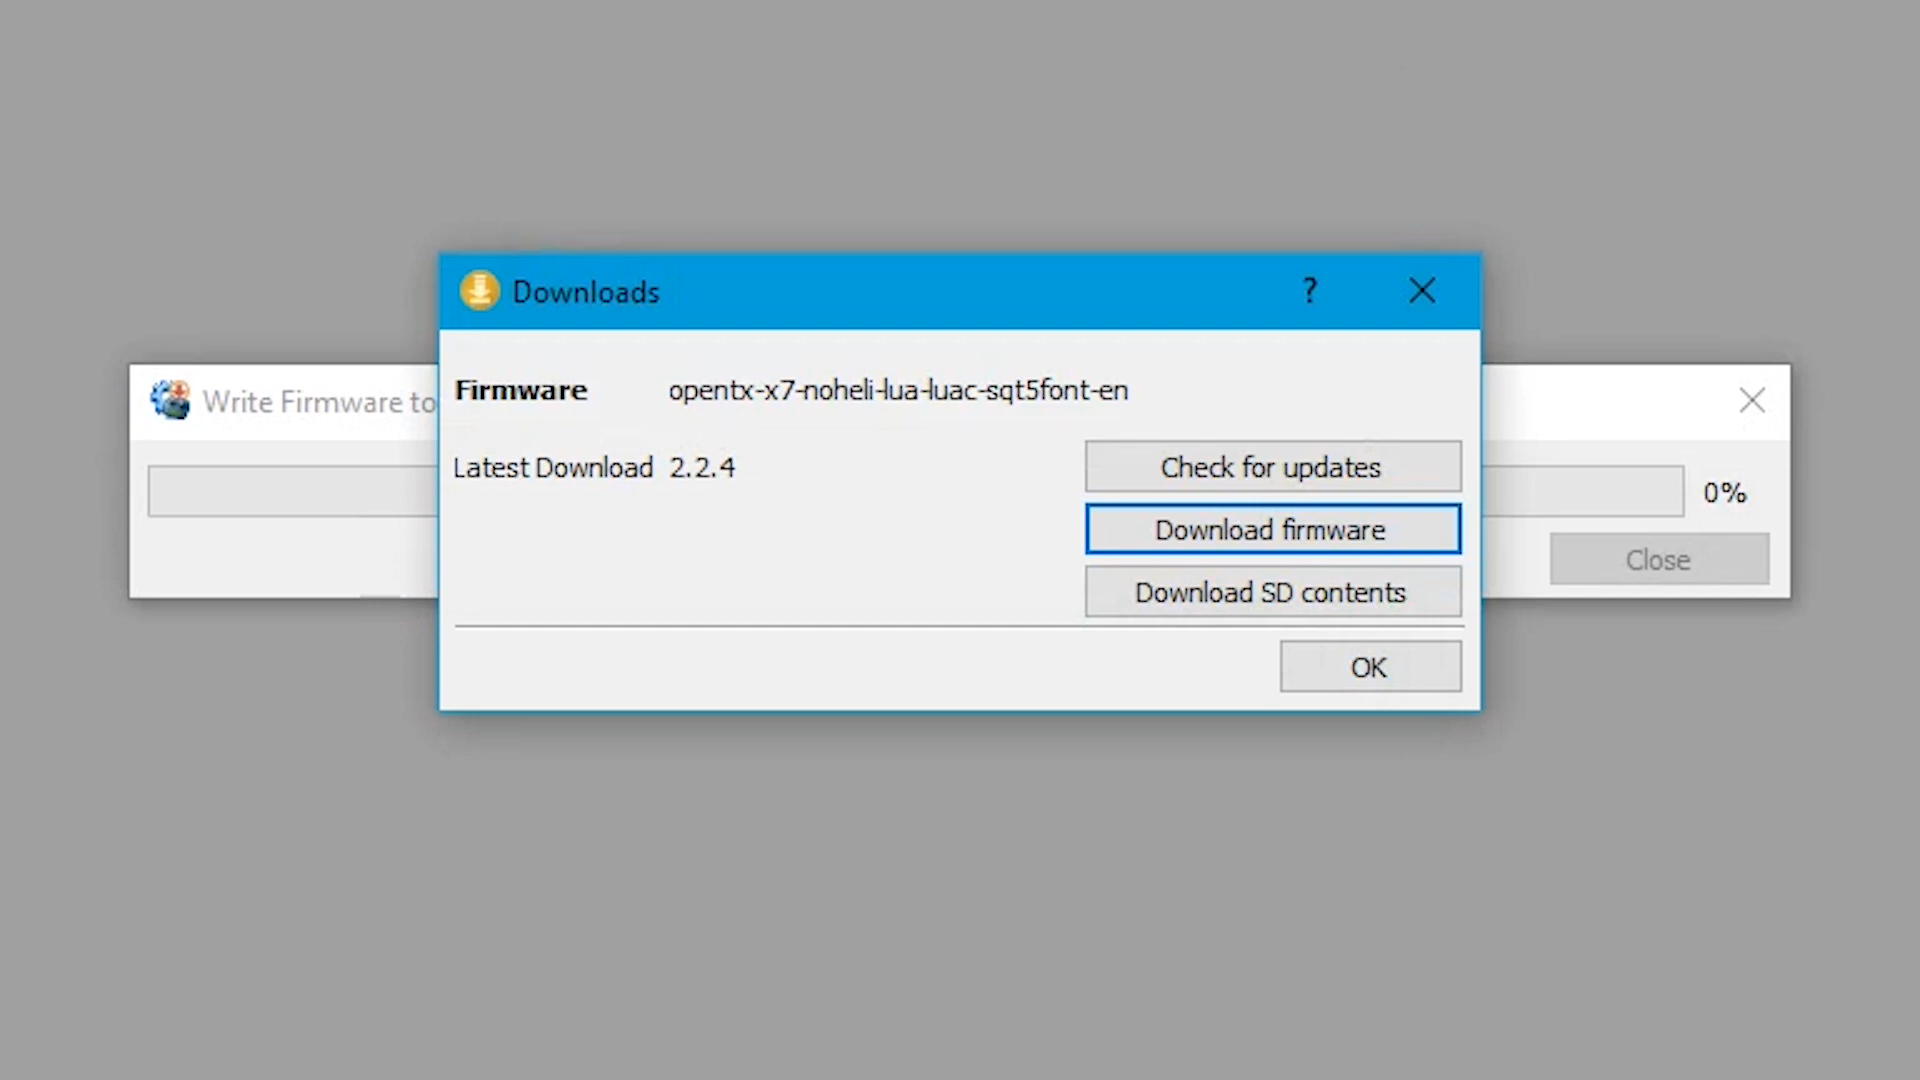 Downloads ?
Write Firmware to
Firmware opentx-x7-noheli-lua-luac-sqt5font-en
Latest Download 2.2.4 Check for updates
0%
Download firmware
Close
Download SD contents
OK